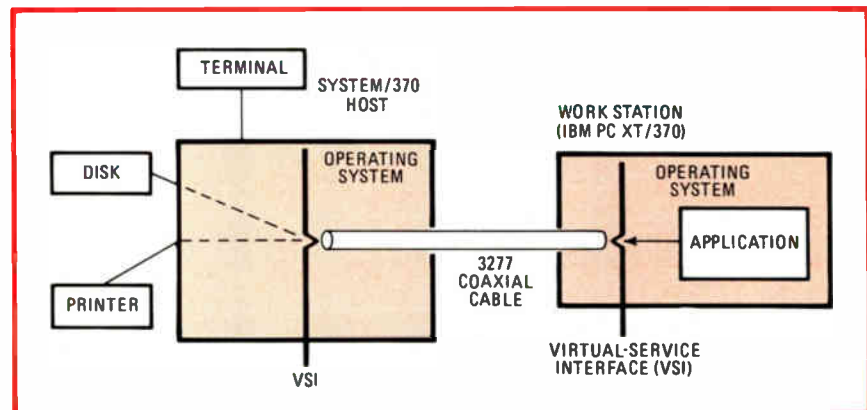 TERMINAL
SYSTEM/370
HOST
DISK
OPERATING
SYSTEM
PRINTER
VSI
3277
COAXIAL
CABLE
WORK STATION
(IBM PC XT/370)
OPERATING
SYSTEM
APPLICATION
VIRTUAL-SERVICE
INTERFACE (VSI)